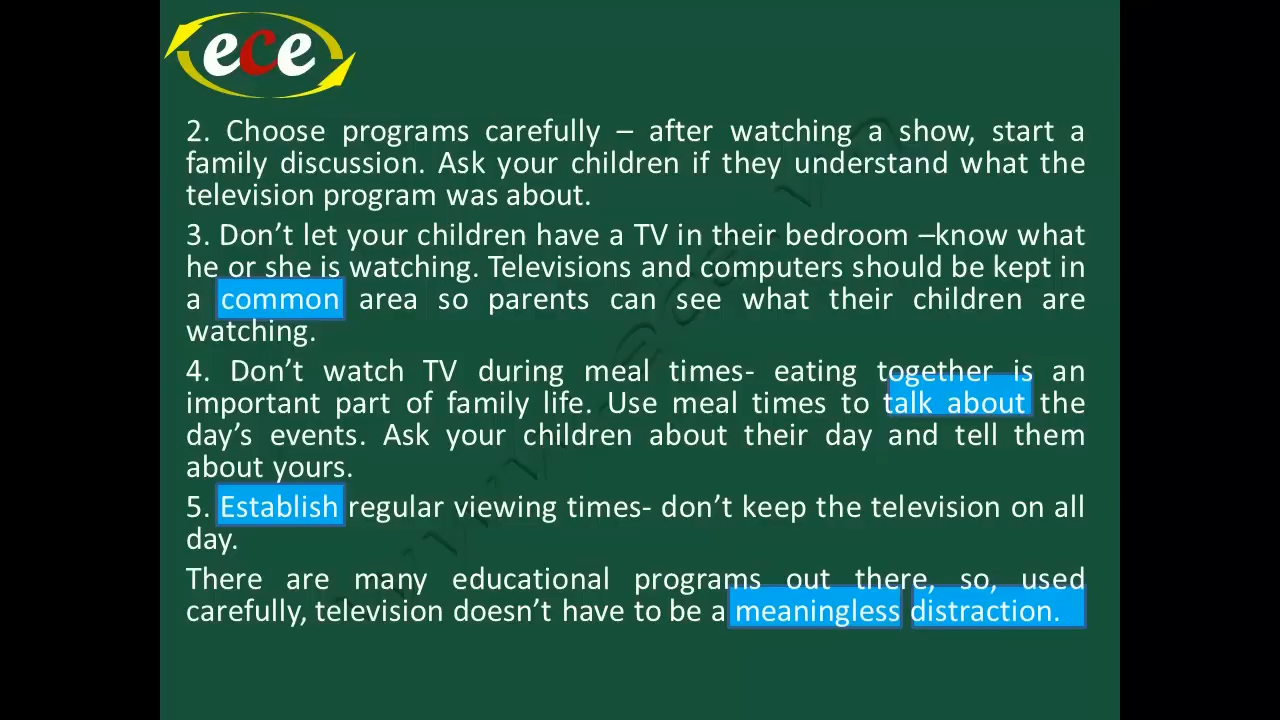 ece
2. Choose programs carefully – after watching a show, start a
family discussion. Ask your children if they understand what the
television program was about.
3. Don’t let your children have a TV in their bedroom –know what
he or she is watching. Televisions and computers should be kept in
a common area so parents can see what their children are
watching.
4. Don’t watch TV during meal times- eating together is an
important part of family life. Use meal times to talk about the
day’s events. Ask your children about their day and tell them
about yours.
5. Establish regular viewing times- don’t keep the television on all
day.
There are many educational programs out there, so, used
carefully, television doesn’t have to be a meaningless distraction.